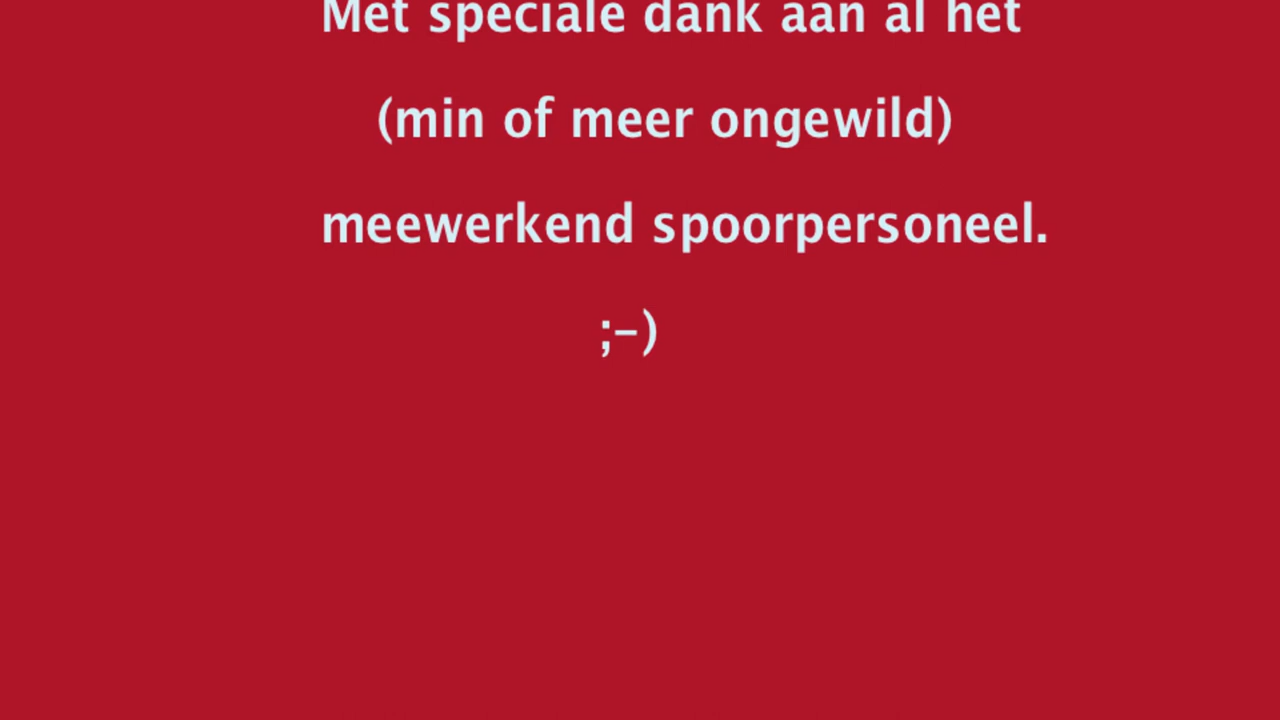 Met speciale dank aan al het
(min of meer ongewild)
meewerkend spoorpersoneel.
;-)